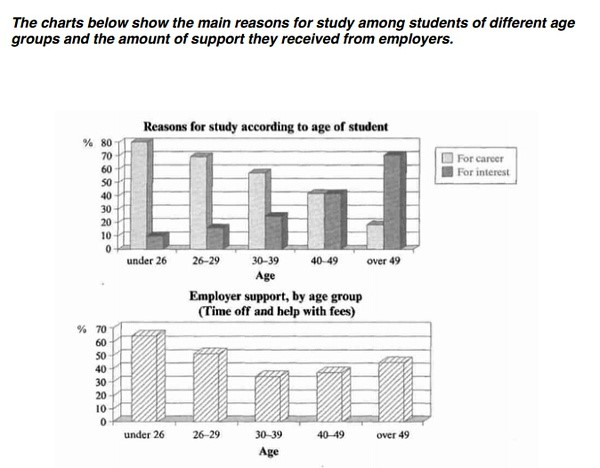 The charts below show the main reasons for study among students of different age
groups and the amount of support they received from employers.
Reasons for study according to age of student
% 80
70
60
50
40
30
20
10
0
For career
For interest
under 26 26–29 30–39 40–49 over 49
Age
Employer support, by age group
(Time off and help with fees)
% 70
60
50
40
30
20
10
0
under 26 26–29 30–39 40–49 over 49
Age